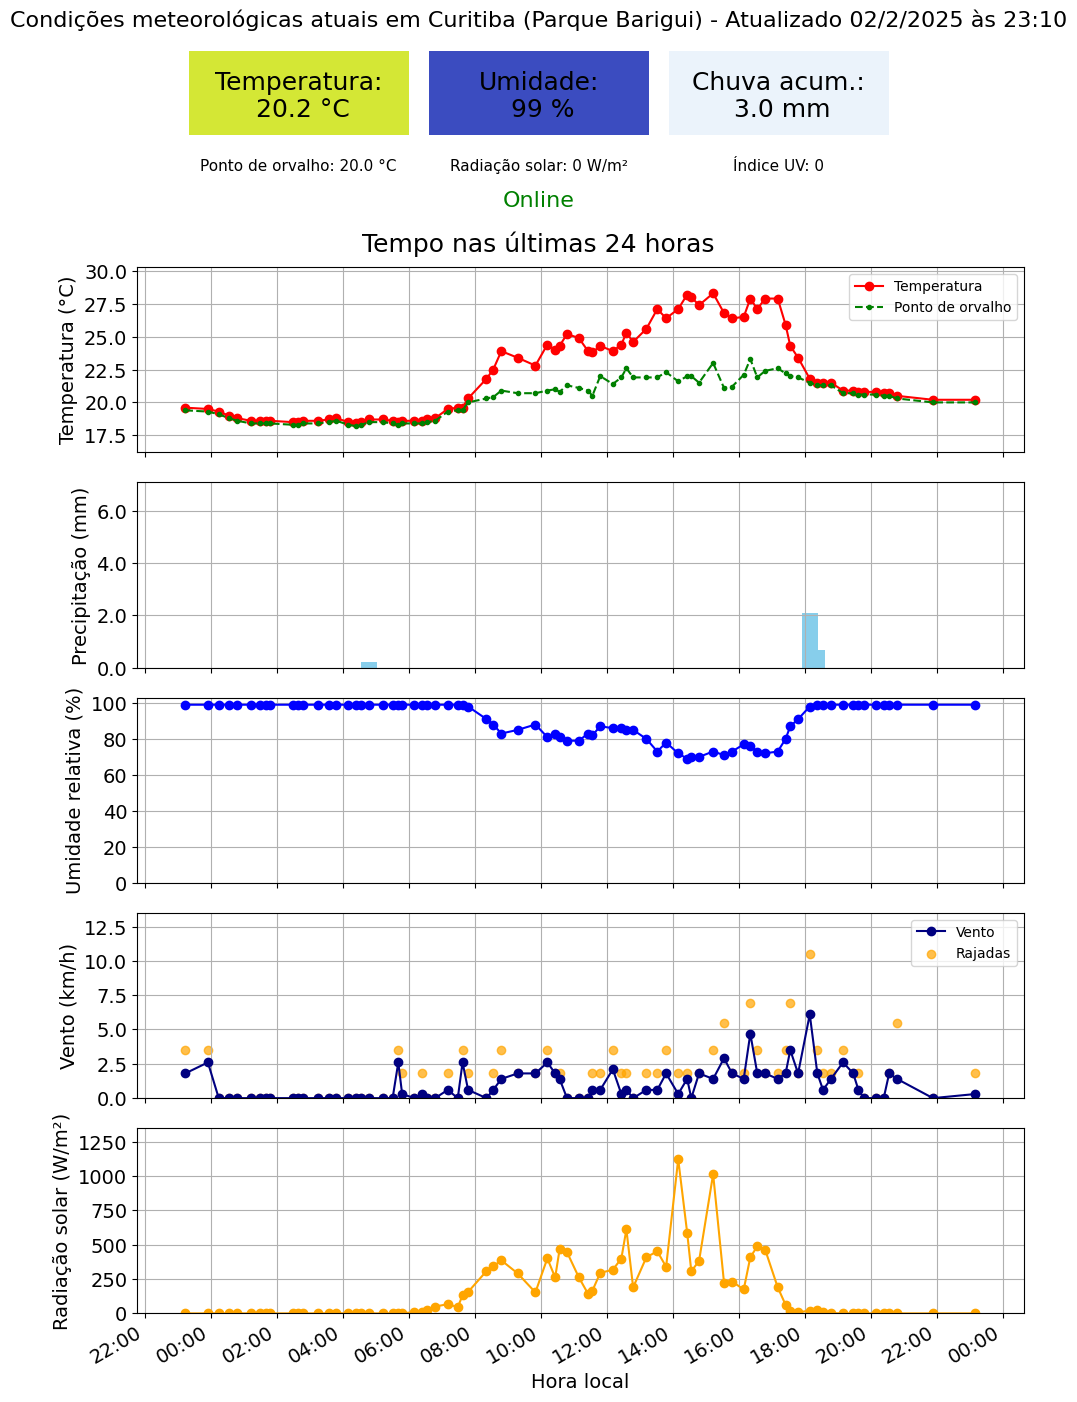 Condições meteorológicas atuais em Curitiba (Parque Barigui) - Atualizado 02/2/2025 às 23:10
Temperatura:
20.2 °C
Umidade:
99 %
Chuva acum.:
3.0 mm
Ponto de orvalho: 20.0 °C
Radiação solar: 0 W/m²
Índice UV: 0
Online
Tempo nas últimas 24 horas
Temperatura (°C)
30.0
27.5
25.0
22.5
20.0
17.5
Temperatura
Ponto de orvalho
Precipitação (mm)
6.0
4.0
2.0
0.0
Umidade relativa (%)
100
80
60
40
20
0
Vento (km/h)
12.5
10.0
7.5
5.0
2.5
0.0
Vento
Rajadas
Radiação solar (W/m²)
1250
1000
750
500
250
0
22:00
00:00
02:00
04:00
06:00
08:00
10:00
12:00
14:00
16:00
18:00
20:00
22:00
00:00
Hora local